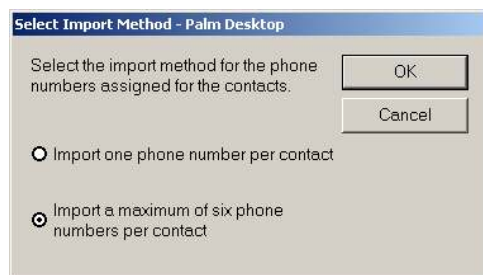 Select Import Method - Palm Desktop
Select the import method for the phone
numbers assigned for the contacts.
OK
Cancel
Import one phone number per contact
Import a maximum of six phone
numbers per contact